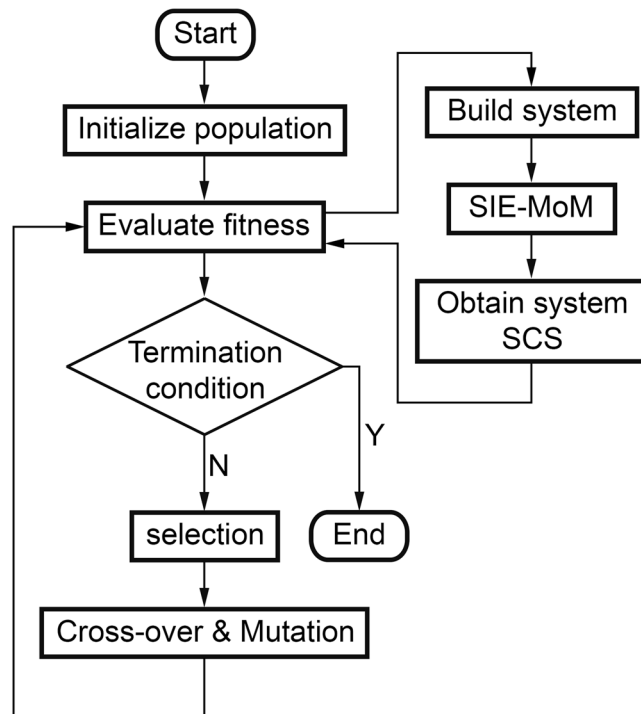 Start
Initialize population
Evaluate fitness
Termination
condition
N
Y
selection
End
Cross-over & Mutation
Build system
SIE-MoM
Obtain system
SCS